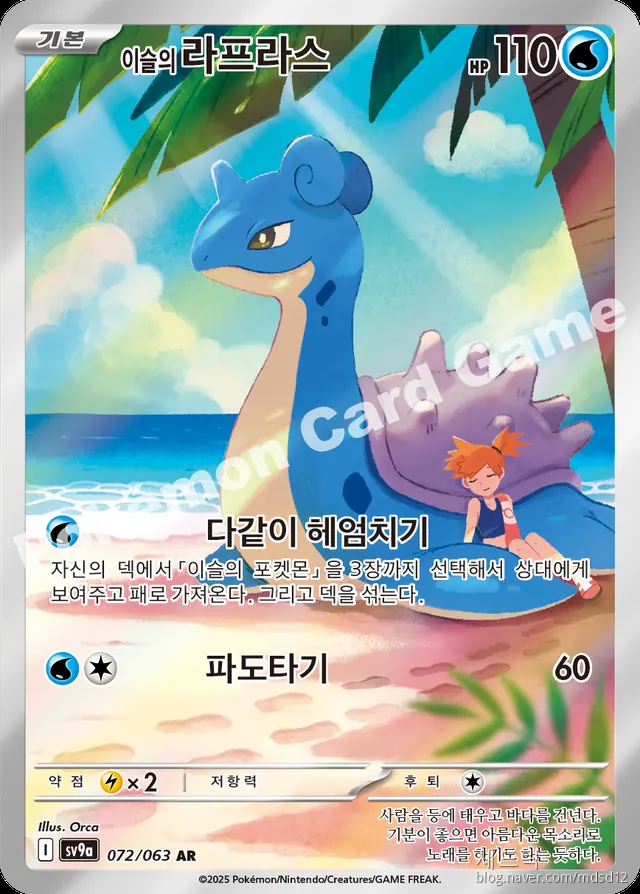 기본
이슬의 라프라스 HP 110
Pokémon Card Game
다같이 헤엄치기
자신의 덱에서 「이슬의 포켓몬」을 3장까지 선택해서 상대에게
보여주고 패로 가져온다. 그리고 덱을 섞는다.
파도타기 60
약점 ×2 저항력 후퇴
사람을 등에 태우고 바다를 건넌다.
기분이 좋으면 아름다운 목소리로
노래를 하기도 하는 듯하다.
Illus. Orca
I sv9a 072/063 AR
blog.naver.com/mdsd12
©2025 Pokémon/Nintendo/Creatures/GAME FREAK.